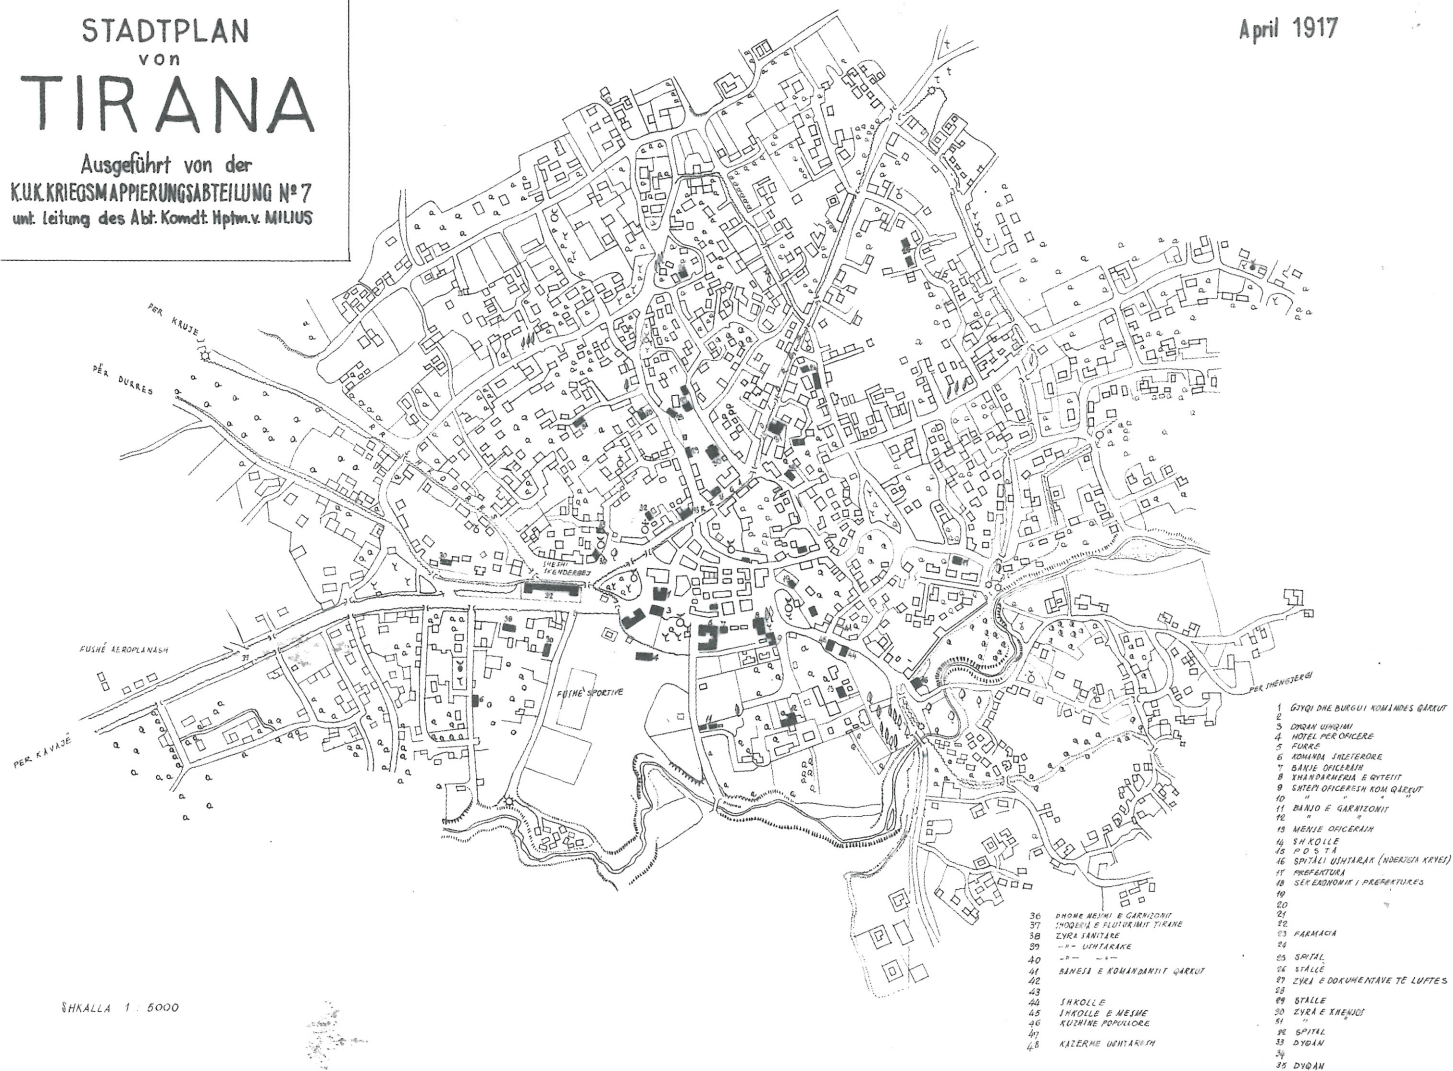 STADTPLAN
von
TIRANA
Ausgeführt von der
K.U.K. KRIEGSMAPPIERUNGSABTEILUNG Nº 7
unt. Leitung des Abt. Komdt. Hptm. v. MILIUS
April 1917
PER KRUJE
PËR DURRES
SHESHI
SKENDERBEJ
FUSHË AEROPLANASH
FUSHË SPORTIVE
PER KAVAJË
PER SHENGJERGJ
SHKALLA 1 : 5000
1 GJYQI DHE BURGU I KOMANDES QARKUT
2
3 DYQAN USHQIMI
4 HOTEL PER OFICERE
5 FURRE
6 KOMANDA SHTETERORE
7 BANJE OFICERASH
8 XHANDARMERIA E QYTETIT
9 SHTEPI OFICERESH KOM QARKUT
10 " " " "
11 BANJO E GARNIZONIT
12 " "
13 MENSE OFICERASH
14 SHKOLLE
15 POSTA
16 SPITALI USHTARAK (NDERTESA KRYES)
17 PREFEKTURA
18 SEK EKONOMIK I PREFEKTURES
19
20
21
22
23 FARMACIA
24
25 SPITAL
26 STALLË
27 ZYRA E DOKUMENTAVE TË LUFTES
28
29 STALLE
30 ZYRA E XHENJOS
31 " "
32 SPITAL
33 DYQAN
34
35 DYQAN
36 DHOME NESHMI E GARNIZONIT
37 SHOQERIA E FLUTURIMIT TIRANE
38 ZYRA SANITARE
39 -"- USHTARAKE
40 -"- -"-
41 BANESA E KOMANDANTIT QARKUT
42
43
44 SHKOLLE
45 SHKOLLE E MESME
46 KUZHINE POPULLORE
47
48 KAZERME USHTARESH